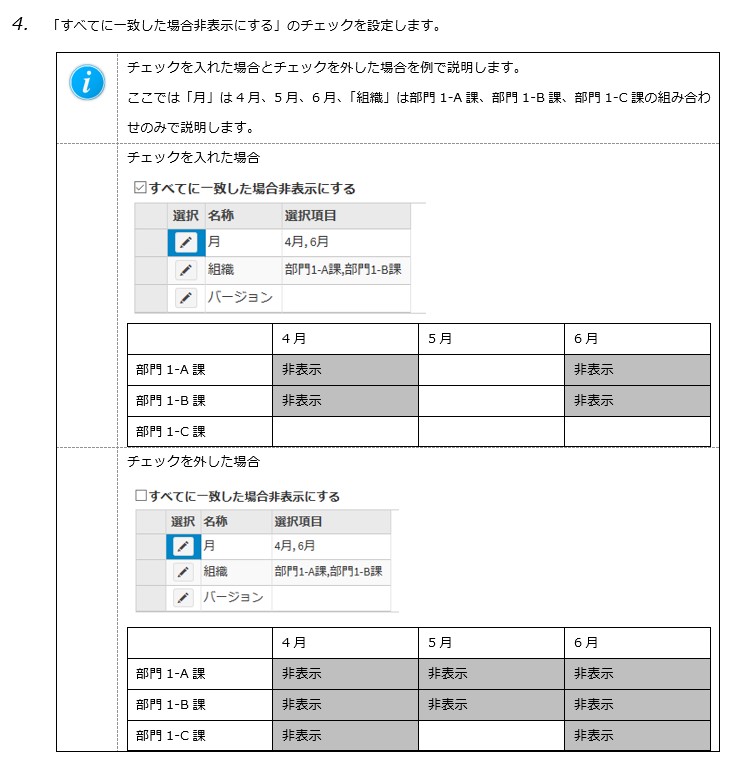 4. 「すべてに一致した場合非表示にする」のチェックを設定します。
i
チェックを入れた場合とチェックを外した場合を例で説明します。
ここでは「月」は４月、５月、６月、「組織」は部門 1-A 課、部門 1-B 課、部門 1-C 課の組み合わ
せのみで説明します。
チェックを入れた場合
すべてに一致した場合非表示にする
選択 名称 選択項目
月 4月, 6月
組織 部門1-A課,部門1-B課
バージョン
４月 ５月 ６月
部門 1-A 課 非表示 非表示
部門 1-B 課 非表示 非表示
部門 1-C 課
チェックを外した場合
すべてに一致した場合非表示にする
選択 名称 選択項目
月 4月, 6月
組織 部門1-A課,部門1-B課
バージョン
４月 ５月 ６月
部門 1-A 課 非表示 非表示 非表示
部門 1-B 課 非表示 非表示 非表示
部門 1-C 課 非表示 非表示